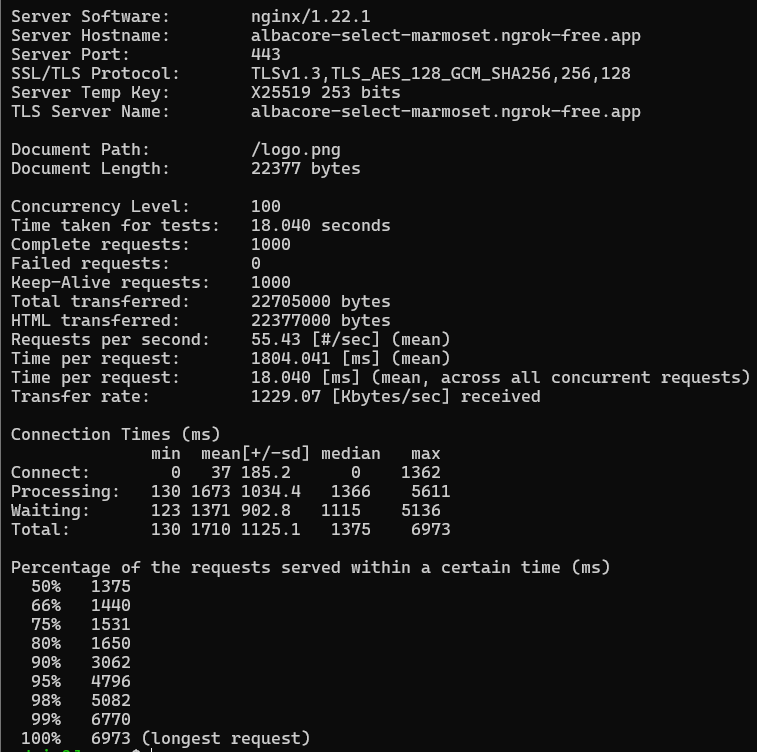 Server Software:        nginx/1.22.1
Server Hostname:        albacore-select-marmoset.ngrok-free.app
Server Port:            443
SSL/TLS Protocol:       TLSv1.3,TLS_AES_128_GCM_SHA256,256,128
Server Temp Key:        X25519 253 bits
TLS Server Name:        albacore-select-marmoset.ngrok-free.app

Document Path:          /logo.png
Document Length:        22377 bytes

Concurrency Level:      100
Time taken for tests:   18.040 seconds
Complete requests:      1000
Failed requests:        0
Keep-Alive requests:    1000
Total transferred:      22705000 bytes
HTML transferred:       22377000 bytes
Requests per second:    55.43 [#/sec] (mean)
Time per request:       1804.041 [ms] (mean)
Time per request:       18.040 [ms] (mean, across all concurrent requests)
Transfer rate:          1229.07 [Kbytes/sec] received

Connection Times (ms)
              min  mean[+/-sd] median   max
Connect:        0   37 185.2      0    1362
Processing:   130 1673 1034.4   1366     5611
Waiting:      123 1371 902.8   1115    5136
Total:        130 1710 1125.1   1375     6973

Percentage of the requests served within a certain time (ms)
  50%   1375
  66%   1440
  75%   1531
  80%   1650
  90%   3062
  95%   4796
  98%   5082
  99%   6770
 100%   6973 (longest request)